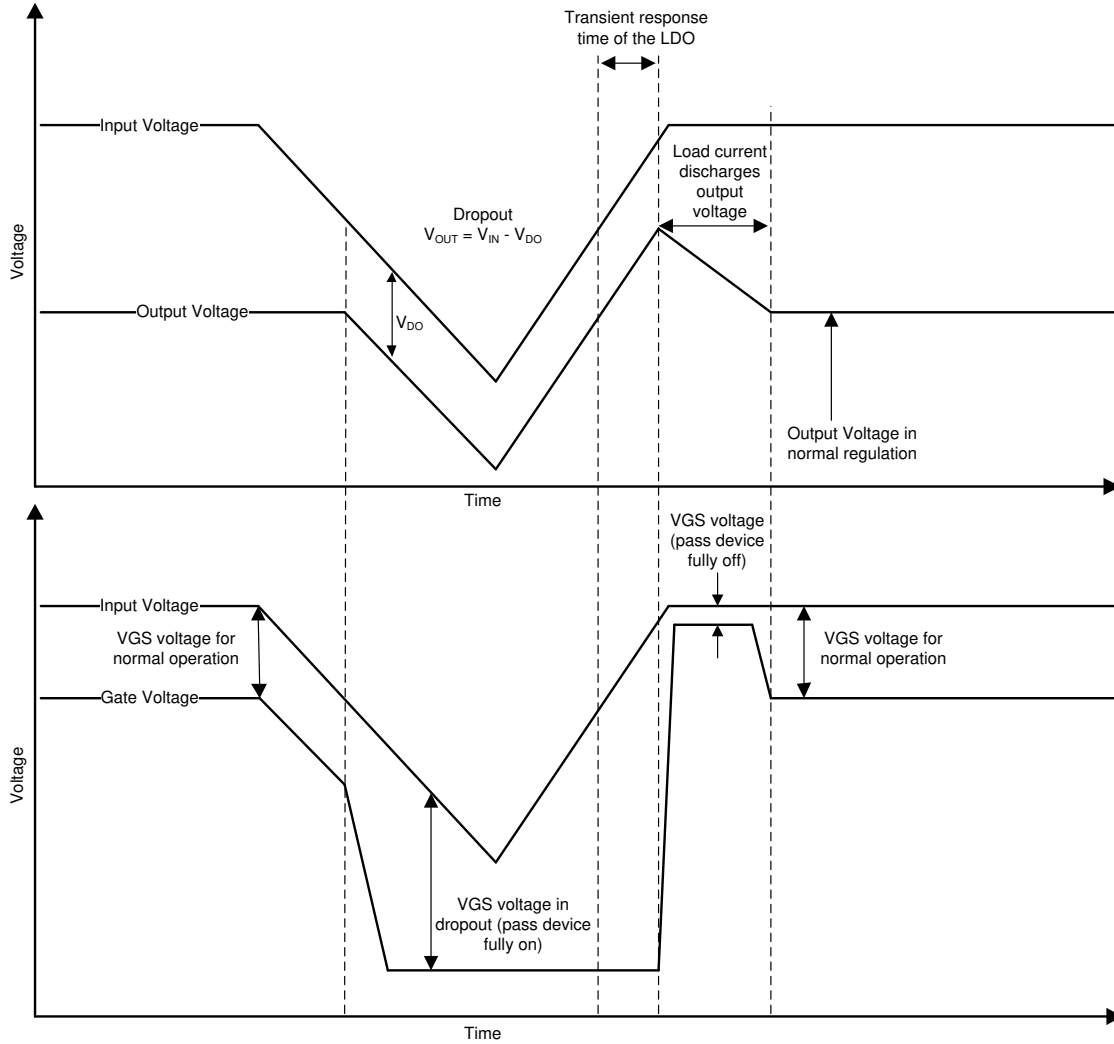 Transient response
time of the LDO
Input Voltage
Load current
discharges
output
voltage
Dropout
VOUT = VIN - VDO
Voltage
Output Voltage
VDO
Output Voltage in
normal regulation
Time
VGS voltage
(pass device
fully off)
Input Voltage
VGS voltage for
normal operation
VGS voltage for
normal operation
Gate Voltage
Voltage
VGS voltage in
dropout (pass device
fully on)
Time